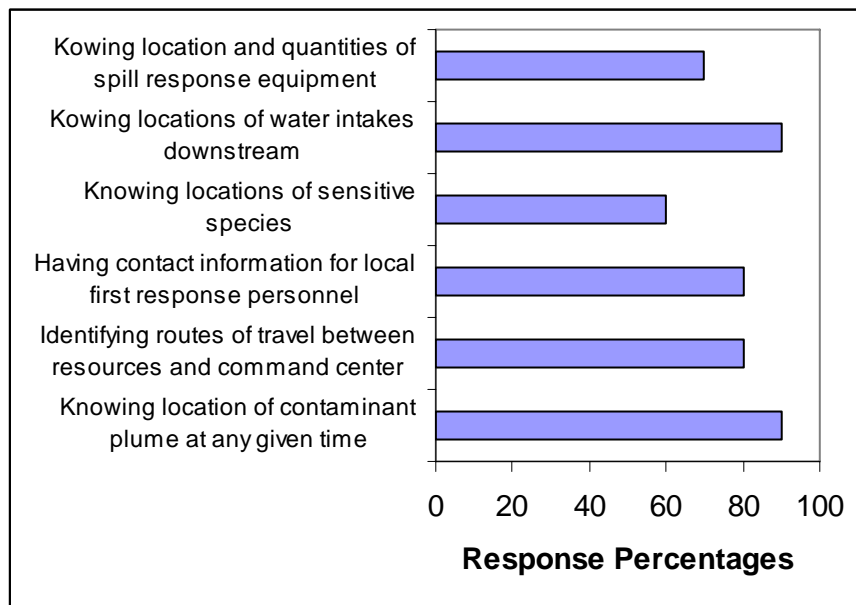 Kowing location and quantities of
spill response equipment
Kowing locations of water intakes
downstream
Knowing locations of sensitive
species
Having contact information for local
first response personnel
Identifying routes of travel between
resources and command center
Knowing location of contaminant
plume at any given time
0 20 40 60 80 100
Response Percentages